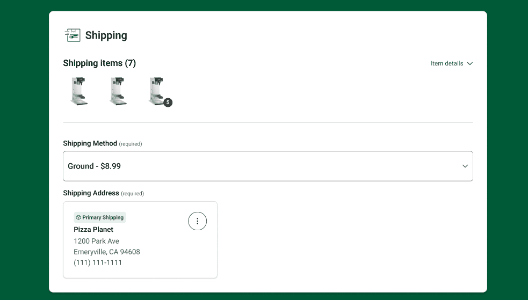 Shipping
Shipping items (7)
Item details
Shipping Method (required)
Ground - $8.99
Shipping Address (required)
Primary Shipping
Pizza Planet
1200 Park Ave
Emeryville, CA 94608
(111) 111-1111